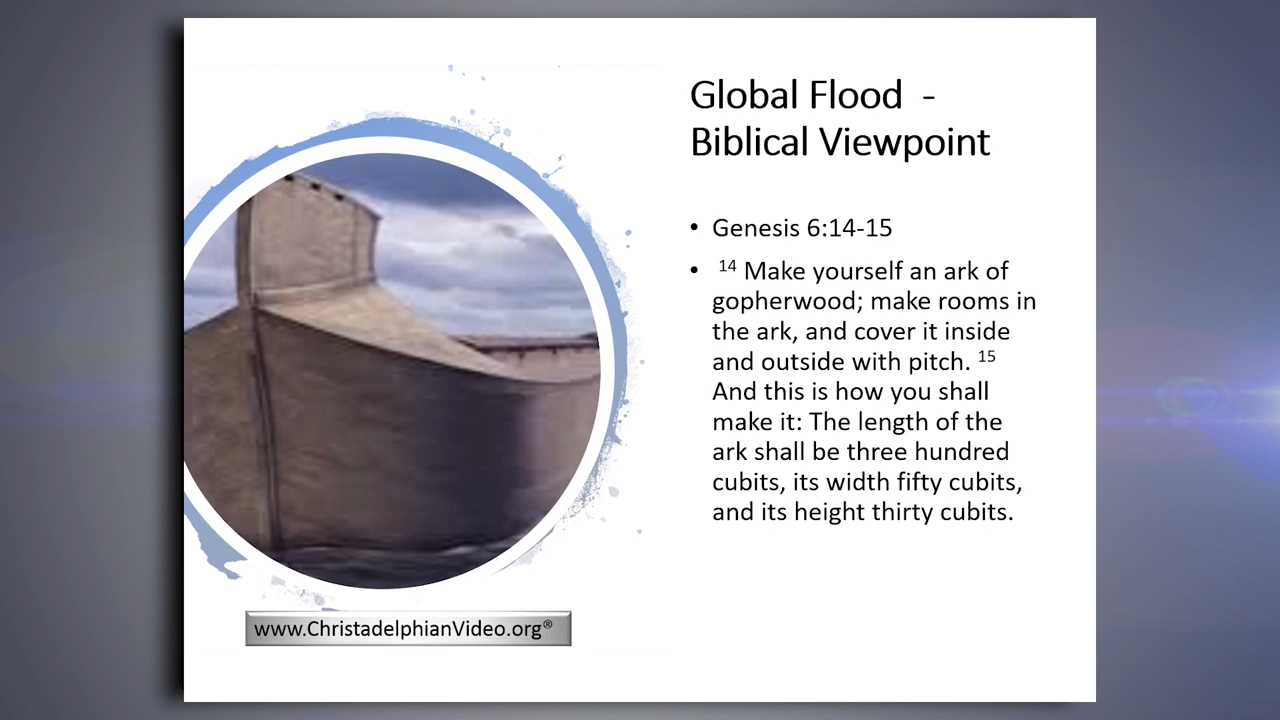 Global Flood -
Biblical Viewpoint
• Genesis 6:14-15
• 14 Make yourself an ark of
gopherwood; make rooms in
the ark, and cover it inside
and outside with pitch. 15
And this is how you shall
make it: The length of the
ark shall be three hundred
cubits, its width fifty cubits,
and its height thirty cubits.
www.ChristadelphianVideo.org®